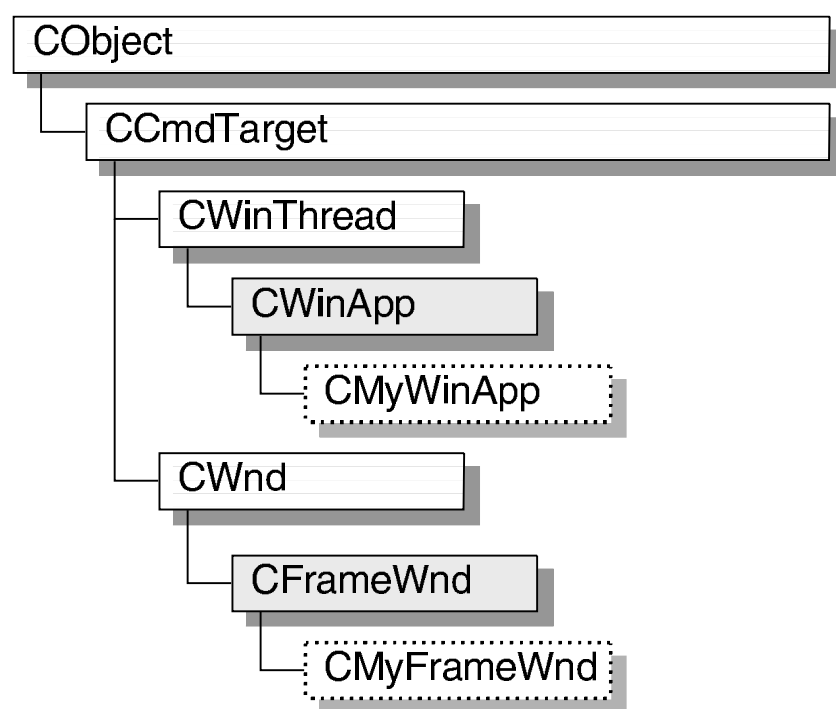 CObject
CCmdTarget
CWinThread
CWinApp
CMyWinApp
CWnd
CFrameWnd
CMyFrameWnd